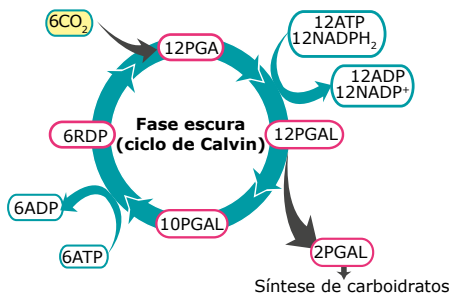 6CO₂
12PGA
12ATP
12NADPH₂
12ADP
12NADP⁺
Fase escura
(ciclo de Calvin)
6RDP
12PGAL
6ADP
10PGAL
6ATP
2PGAL
Síntese de carboidratos